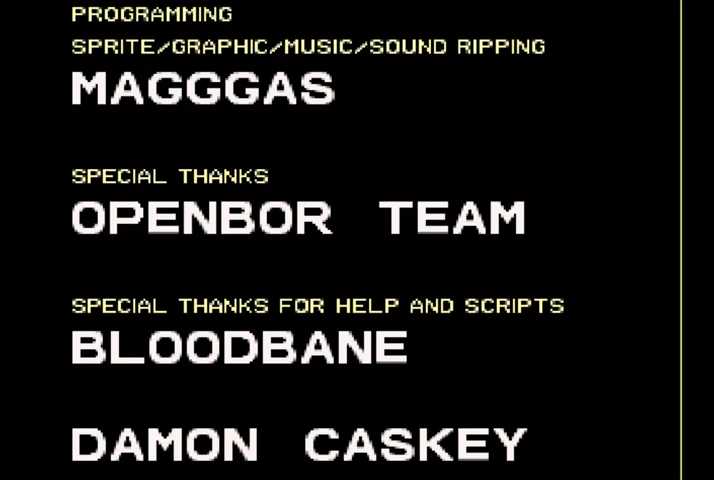 PROGRAMMING
SPRITE/GRAPHIC/MUSIC/SOUND RIPPING
MAGGGAS
SPECIAL THANKS
OPENBOR TEAM
SPECIAL THANKS FOR HELP AND SCRIPTS
BLOODBANE
DAMON CASKEY